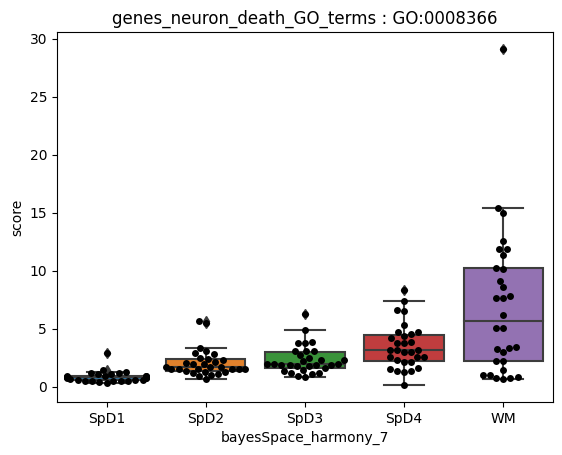 genes_neuron_death_GO_terms : GO:0008366
30
25
20
15
10
5
0
score
SpD1 SpD2 SpD3 SpD4 WM
bayesSpace_harmony_7